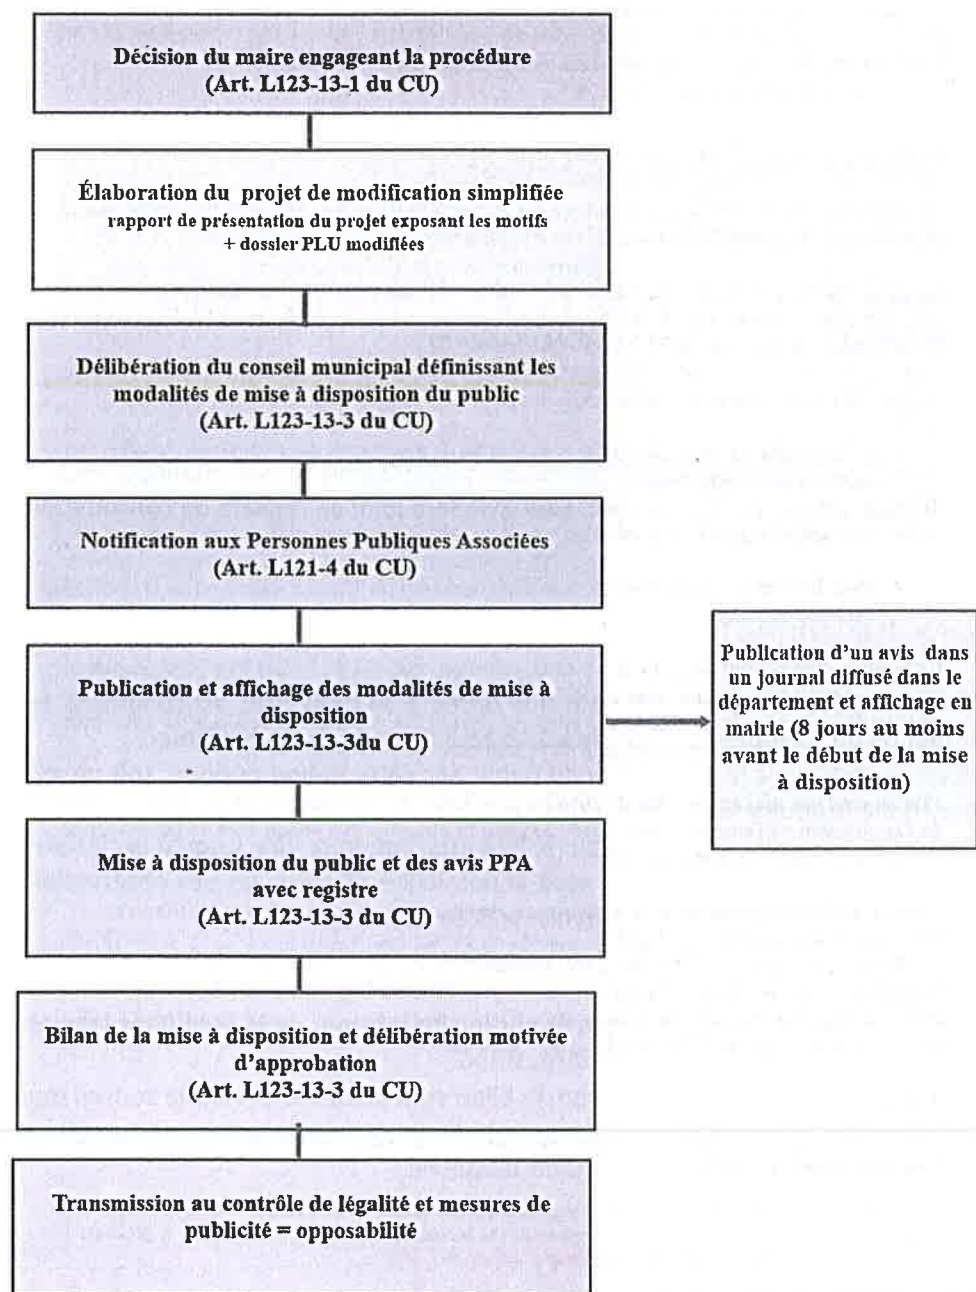 Décision du maire engageant la procédure
(Art. L123-13-1 du CU)
Élaboration du projet de modification simplifiée
rapport de présentation du projet exposant les motifs
+ dossier PLU modifiées
Délibération du conseil municipal définissant les
modalités de mise à disposition du public
(Art. L123-13-3 du CU)
Notification aux Personnes Publiques Associées
(Art. L121-4 du CU)
Publication et affichage des modalités de mise à
disposition
(Art. L123-13-3du CU)
Publication d'un avis dans
un journal diffusé dans le
département et affichage en
mairie (8 jours au moins
avant le début de la mise
à disposition)
Mise à disposition du public et des avis PPA
avec registre
(Art. L123-13-3 du CU)
Bilan de la mise à disposition et délibération motivée
d'approbation
(Art. L123-13-3 du CU)
Transmission au contrôle de légalité et mesures de
publicité = opposabilité